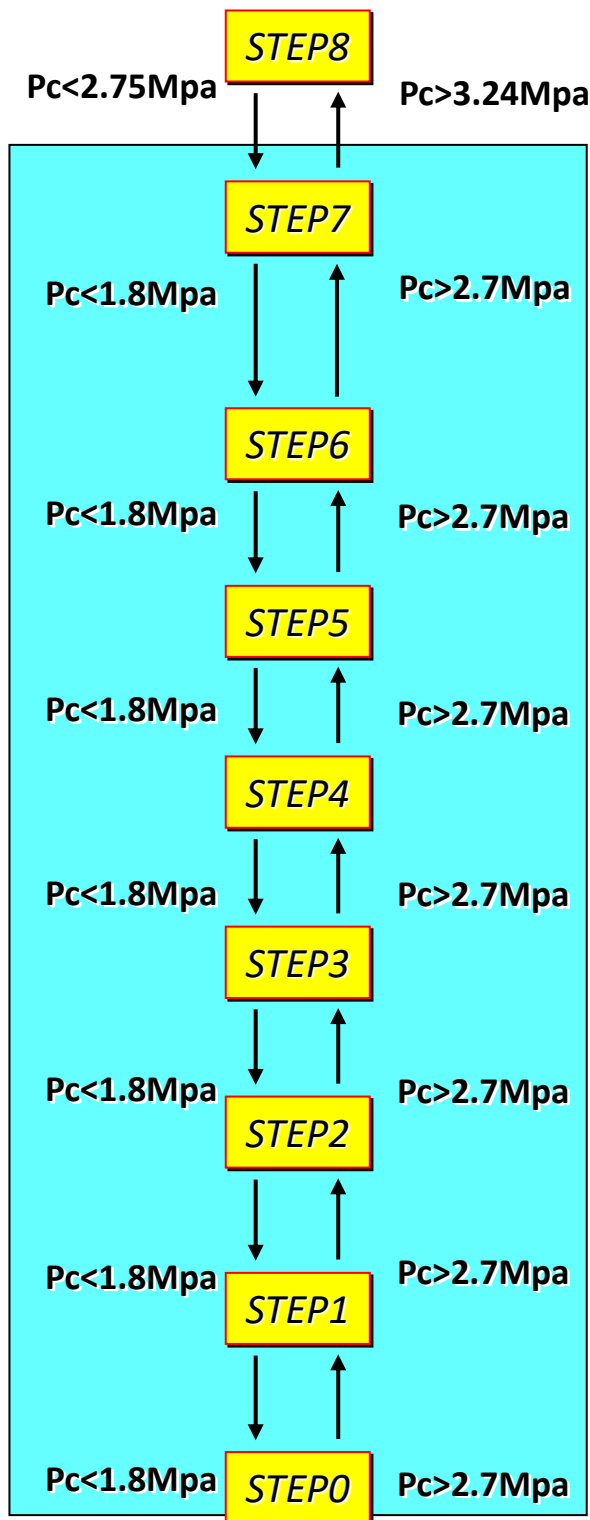 STEP8
Pc<2.75Mpa
Pc>3.24Mpa
STEP7
Pc<1.8Mpa
Pc>2.7Mpa
STEP6
Pc<1.8Mpa
Pc>2.7Mpa
STEP5
Pc<1.8Mpa
Pc>2.7Mpa
STEP4
Pc<1.8Mpa
Pc>2.7Mpa
STEP3
Pc<1.8Mpa
Pc>2.7Mpa
STEP2
Pc<1.8Mpa
Pc>2.7Mpa
STEP1
Pc<1.8Mpa
STEP0
Pc>2.7Mpa